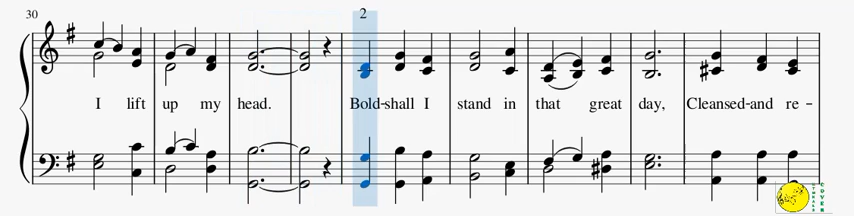 30
2
I lift up my head. Bold-shall I stand in that great day, Cleansed-and re-